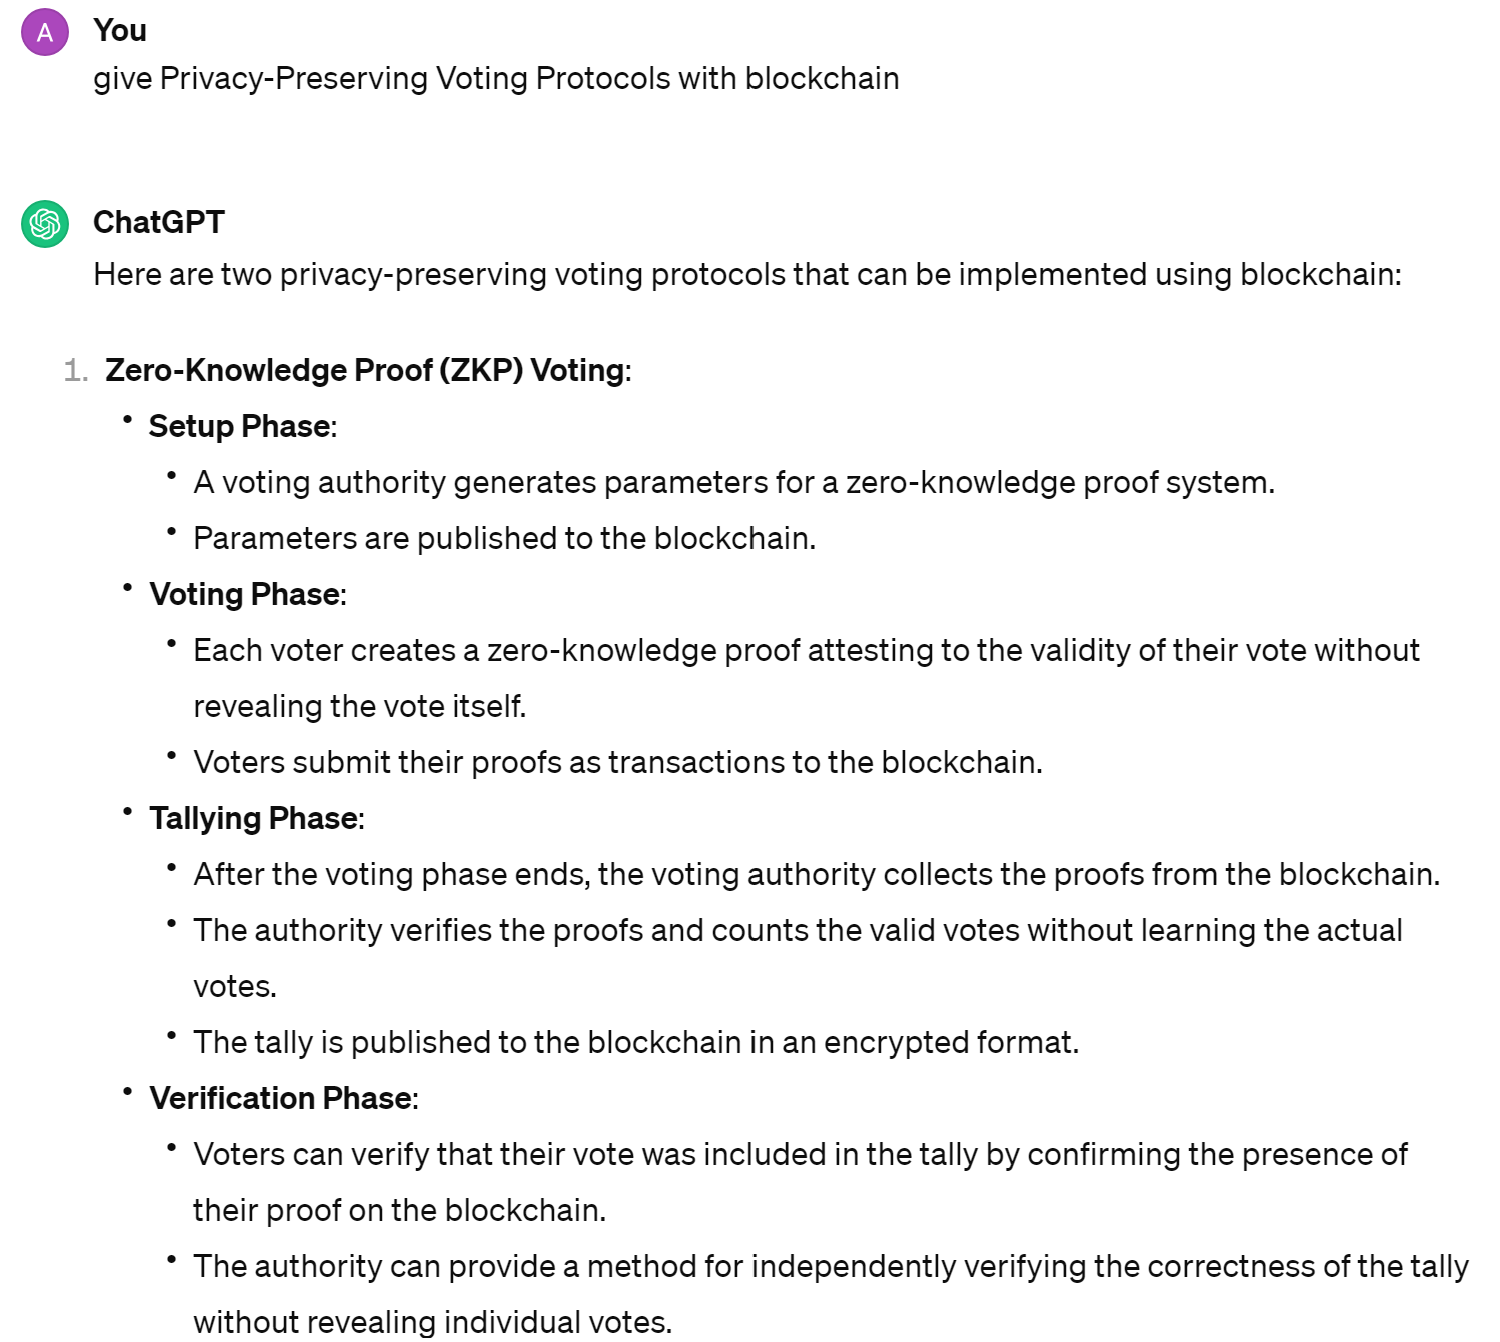 A
You
give Privacy-Preserving Voting Protocols with blockchain
ChatGPT
Here are two privacy-preserving voting protocols that can be implemented using blockchain:
1. Zero-Knowledge Proof (ZKP) Voting:
• Setup Phase:
• A voting authority generates parameters for a zero-knowledge proof system.
• Parameters are published to the blockchain.
• Voting Phase:
• Each voter creates a zero-knowledge proof attesting to the validity of their vote without
revealing the vote itself.
• Voters submit their proofs as transactions to the blockchain.
• Tallying Phase:
• After the voting phase ends, the voting authority collects the proofs from the blockchain.
• The authority verifies the proofs and counts the valid votes without learning the actual
votes.
• The tally is published to the blockchain in an encrypted format.
• Verification Phase:
• Voters can verify that their vote was included in the tally by confirming the presence of
their proof on the blockchain.
• The authority can provide a method for independently verifying the correctness of the tally
without revealing individual votes.